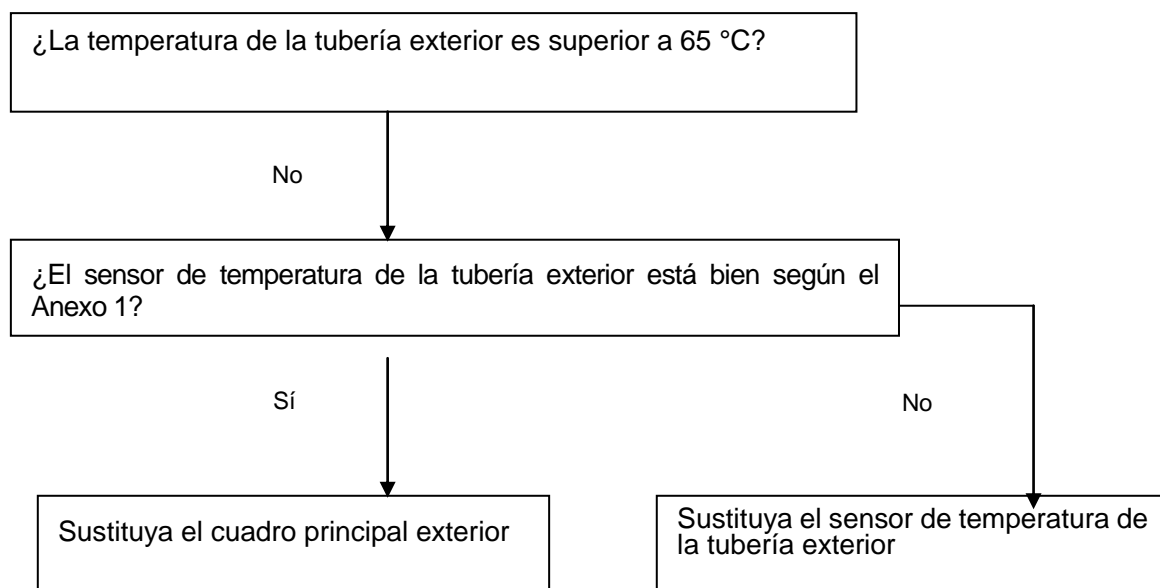 ¿La temperatura de la tubería exterior es superior a 65 °C?
No
¿El sensor de temperatura de la tubería exterior está bien según el
Anexo 1?
Sí
No
Sustituya el cuadro principal exterior
Sustituya el sensor de temperatura de
la tubería exterior